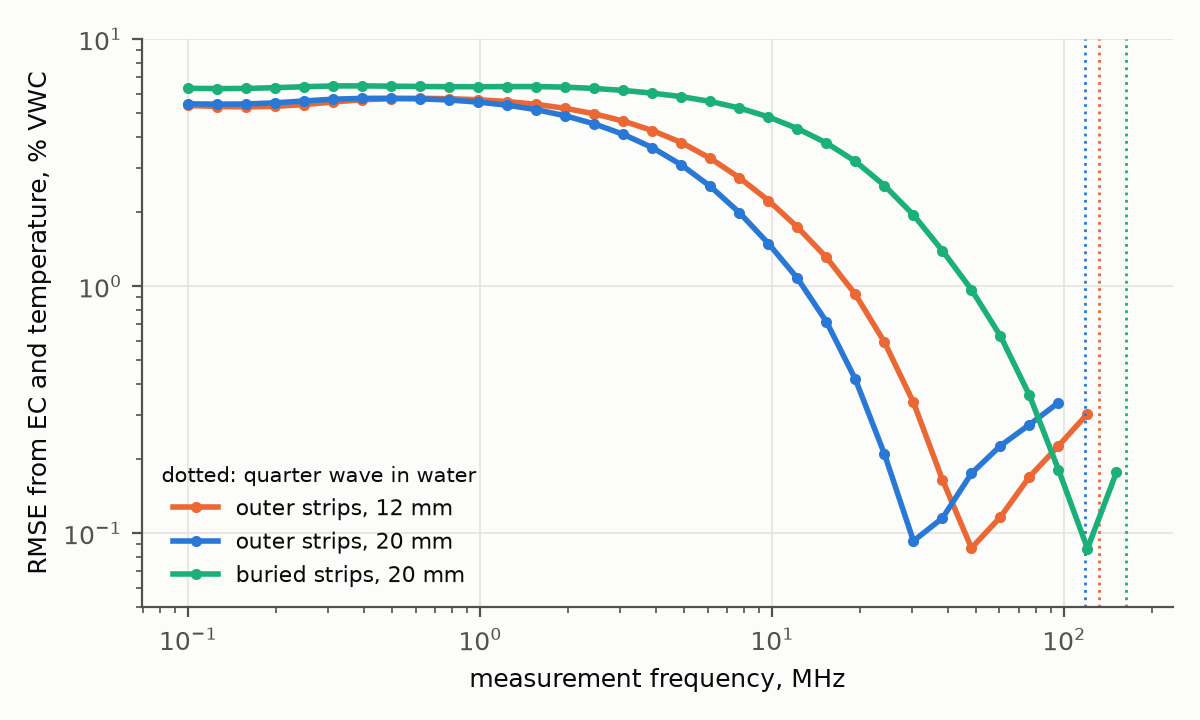 RMSE from EC and temperature, % VWC
10¹
10⁰
10⁻¹
dotted: quarter wave in water
outer strips, 12 mm
outer strips, 20 mm
buried strips, 20 mm
10⁻¹ 10⁰ 10¹ 10²
measurement frequency, MHz